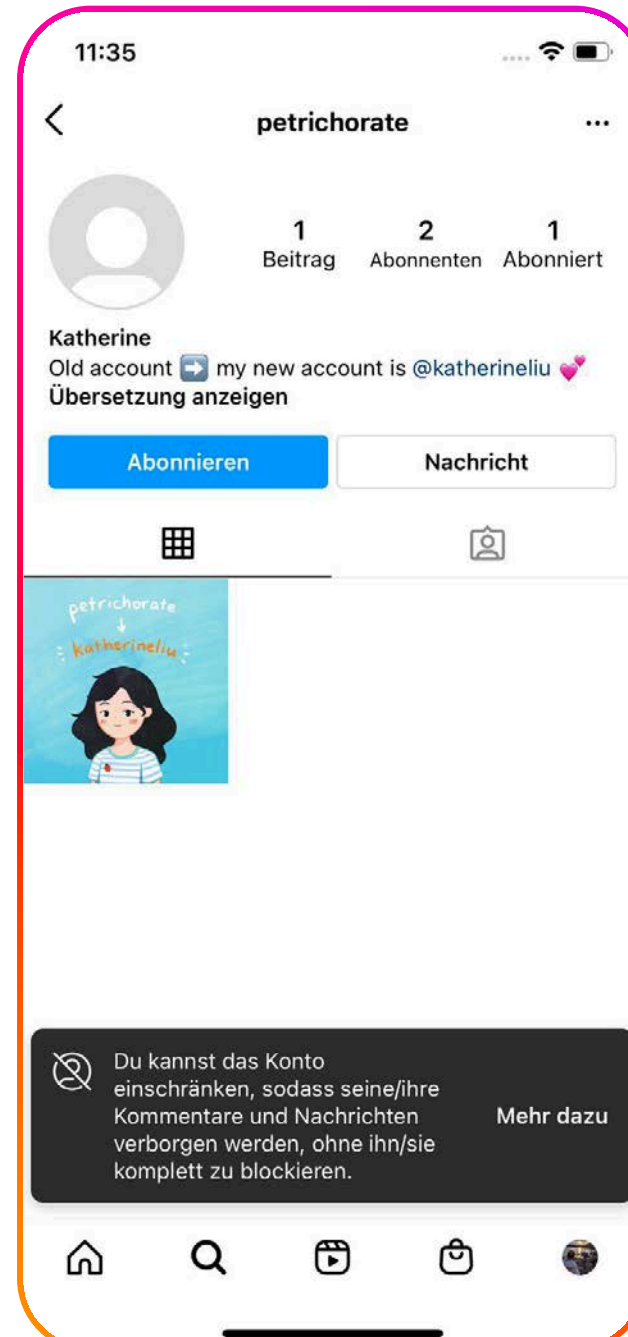 11:35
petrichorate
1 2 1
Beitrag Abonnenten Abonniert
Katherine
Old account ➡️ my new account is @katherineliu 💕
Übersetzung anzeigen
Abonnieren Nachricht
petrichorate
↓
katherineliu
Du kannst das Konto
einschränken, sodass seine/ihre
Kommentare und Nachrichten
verborgen werden, ohne ihn/sie
komplett zu blockieren.
Mehr dazu